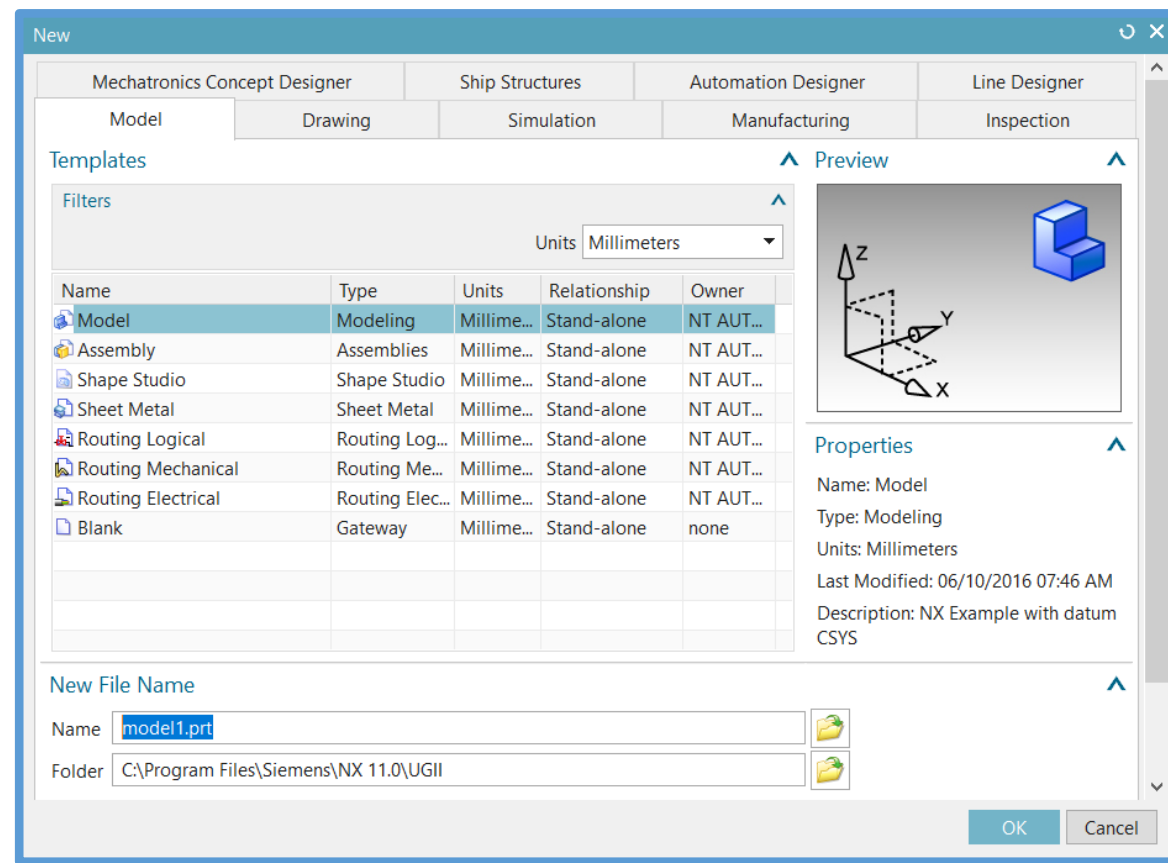 New
Mechatronics Concept Designer Ship Structures Automation Designer Line Designer
Model Drawing Simulation Manufacturing Inspection
Templates
Filters
Units Millimeters
Name Type Units Relationship Owner
Model Modeling Millime... Stand-alone NT AUT...
Assembly Assemblies Millime... Stand-alone NT AUT...
Shape Studio Shape Studio Millime... Stand-alone NT AUT...
Sheet Metal Sheet Metal Millime... Stand-alone NT AUT...
Routing Logical Routing Log... Millime... Stand-alone NT AUT...
Routing Mechanical Routing Me... Millime... Stand-alone NT AUT...
Routing Electrical Routing Elec... Millime... Stand-alone NT AUT...
Blank Gateway Millime... Stand-alone none
Preview
Z
Y
X
Properties
Name: Model
Type: Modeling
Units: Millimeters
Last Modified: 06/10/2016 07:46 AM
Description: NX Example with datum
CSYS
New File Name
Name model1.prt
Folder C:\Program Files\Siemens\NX 11.0\UGII
OK Cancel